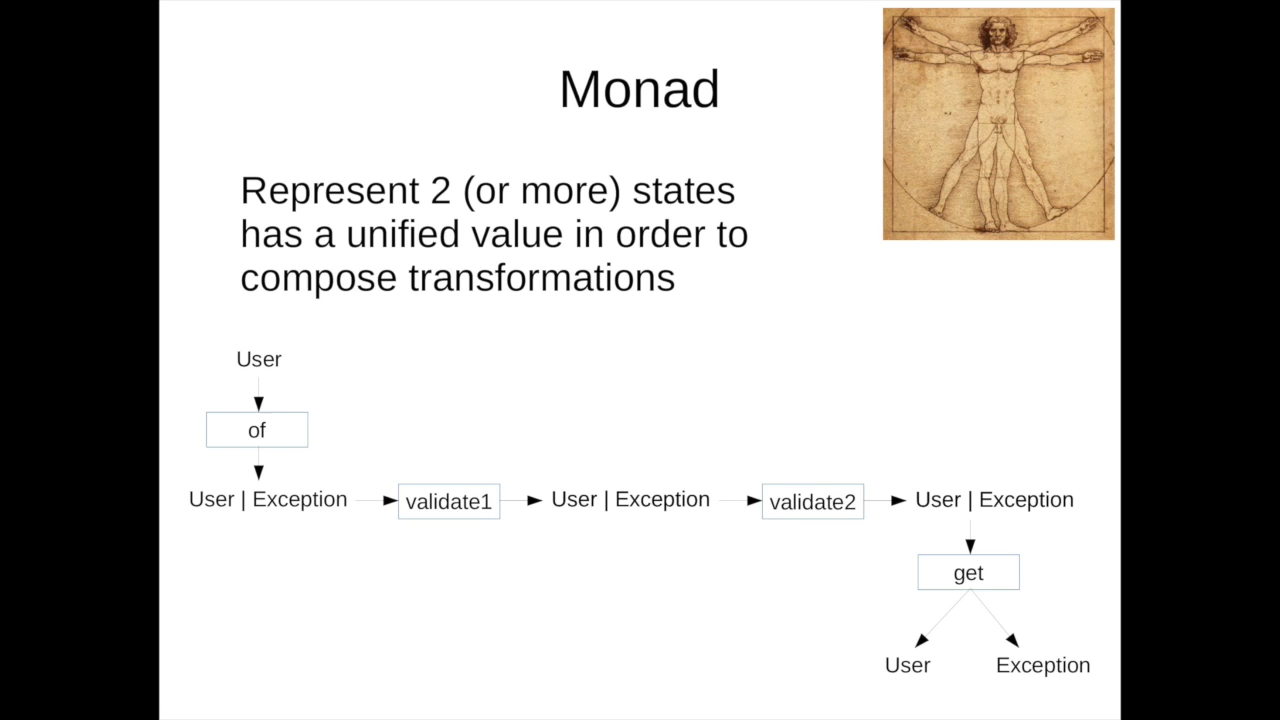 Monad
Represent 2 (or more) states
has a unified value in order to
compose transformations
User
of
User | Exception
validate1
User | Exception
validate2
User | Exception
get
User
Exception